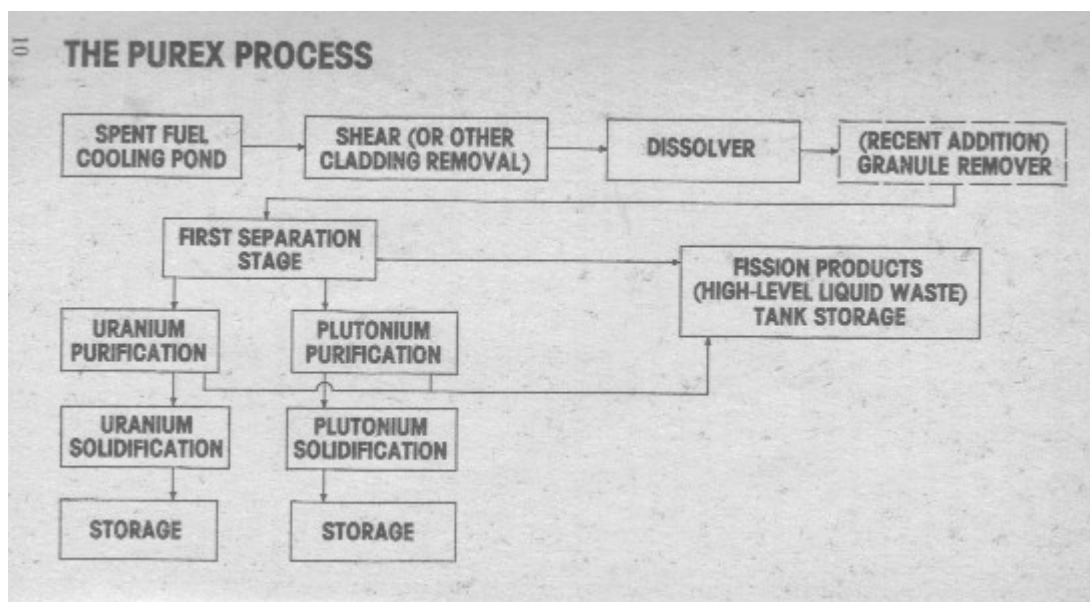 10
THE PUREX PROCESS
SPENT FUEL
COOLING POND
SHEAR (OR OTHER
CLADDING REMOVAL)
DISSOLVER
(RECENT ADDITION)
GRANULE REMOVER
FIRST SEPARATION
STAGE
FISSION PRODUCTS
(HIGH-LEVEL LIQUID WASTE)
TANK STORAGE
URANIUM
PURIFICATION
PLUTONIUM
PURIFICATION
URANIUM
SOLIDIFICATION
PLUTONIUM
SOLIDIFICATION
STORAGE
STORAGE